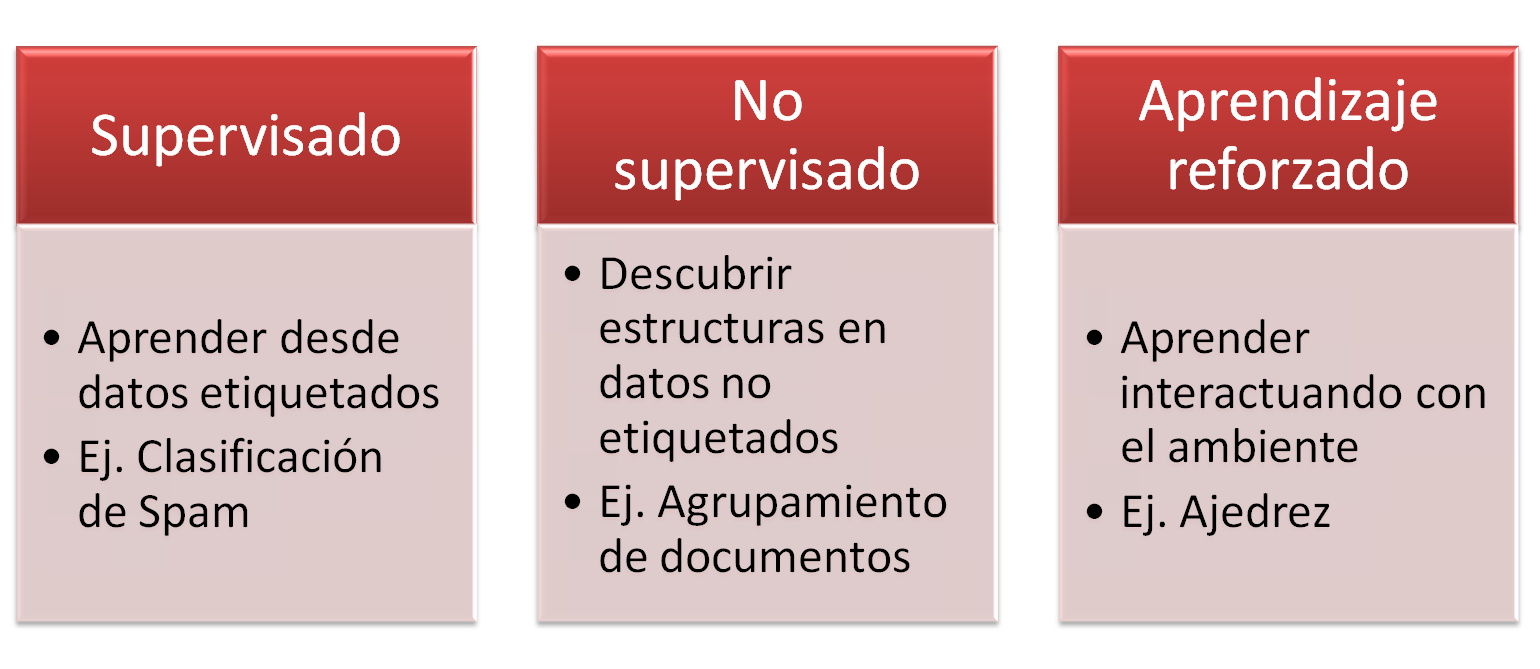 Supervisado
• Aprender desde
datos etiquetados
• Ej. Clasificación
de Spam
No
supervisado
• Descubrir
estructuras en
datos no
etiquetados
• Ej. Agrupamiento
de documentos
Aprendizaje
reforzado
• Aprender
interactuando con
el ambiente
• Ej. Ajedrez